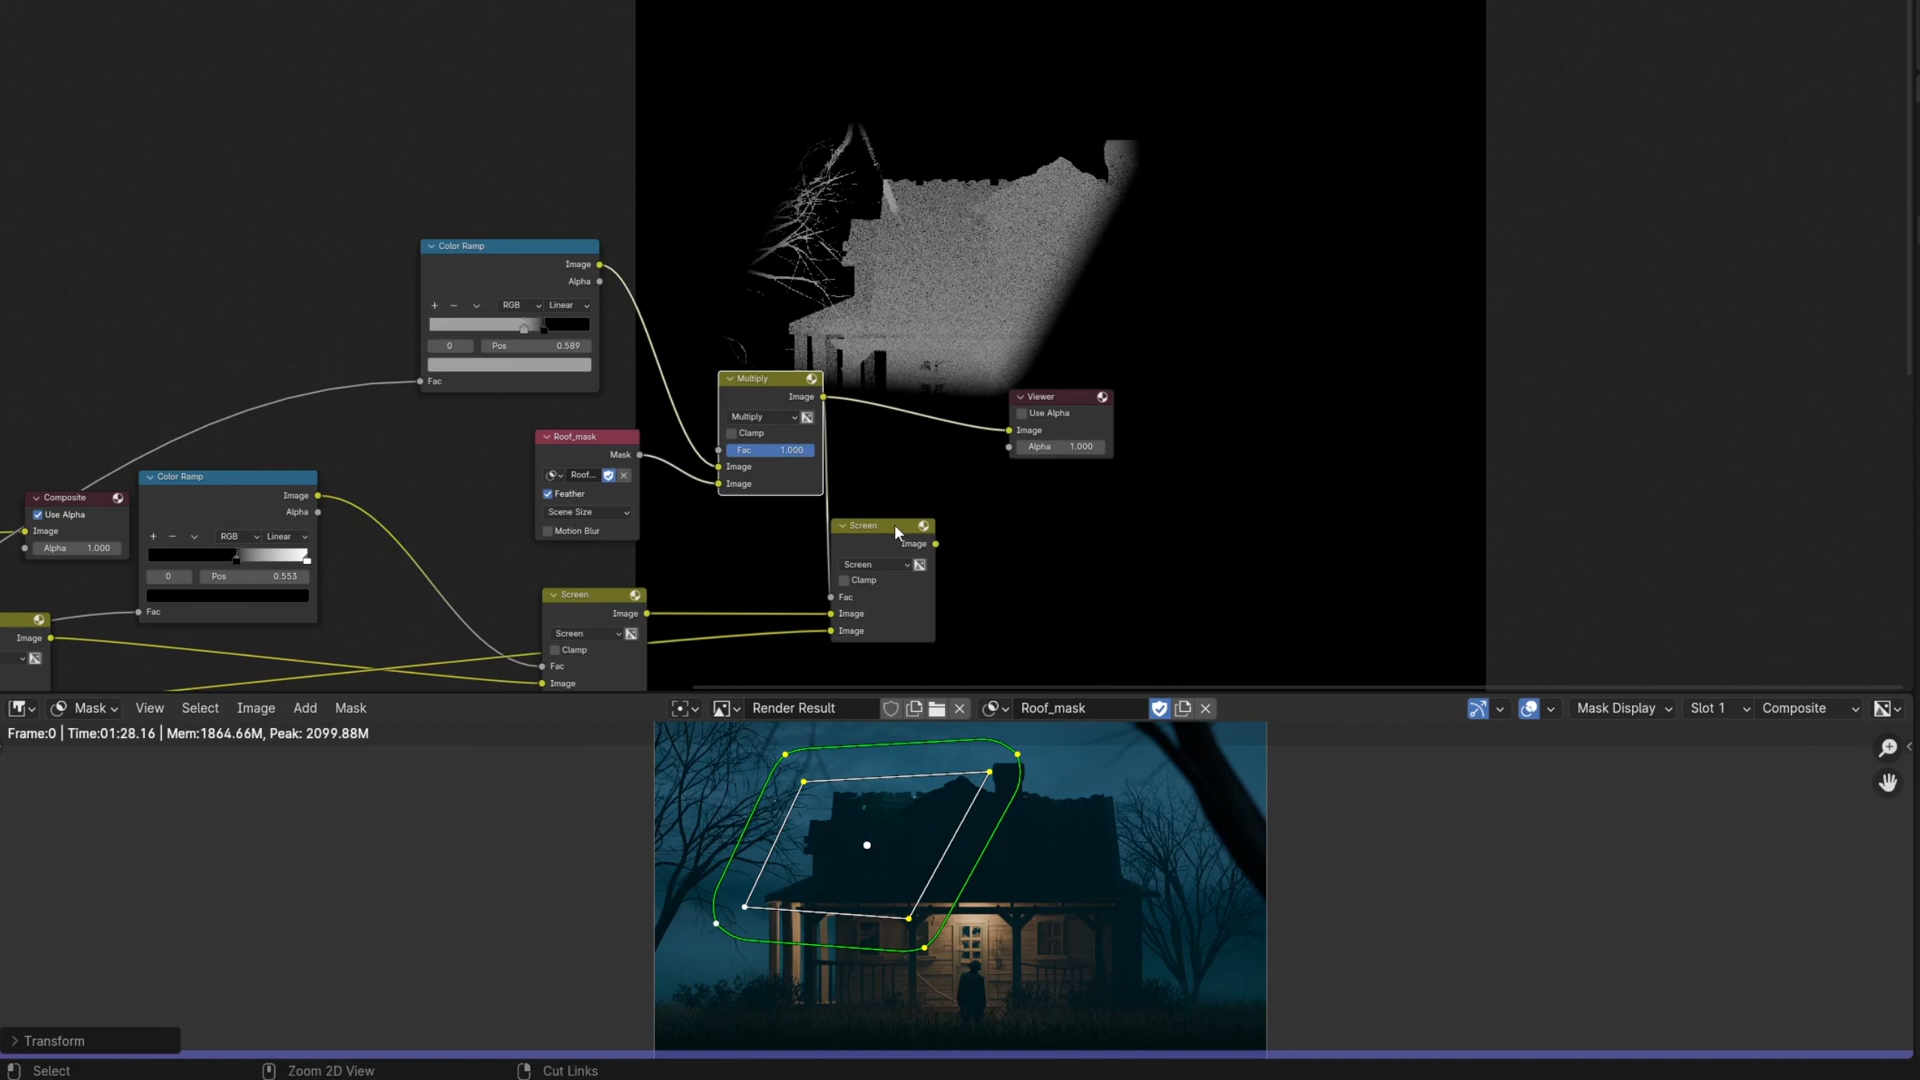 Color Ramp
Image
Alpha
RGB
Linear
0 Pos 0.589
Fac
Multiply
Image
Multiply
Clamp
Fac 1.000
Image
Image
Viewer
Use Alpha
Image
Alpha 1.000
Roof_mask
Mask
Roof...
Feather
Scene Size
Motion Blur
Composite
Use Alpha
Image
Alpha 1.000
Color Ramp
Image
Alpha
RGB
Linear
0 Pos 0.553
Fac
Image
Screen
Image
Screen
Clamp
Fac
Image
Screen
Image
Screen
Clamp
Fac
Image
Image
Mask View Select Image Add Mask Render Result Roof_mask Mask Display Slot 1 Composite
Frame:0 | Time:01:28.16 | Mem:1864.66M, Peak: 2099.88M
Transform
Select Zoom 2D View Cut Links